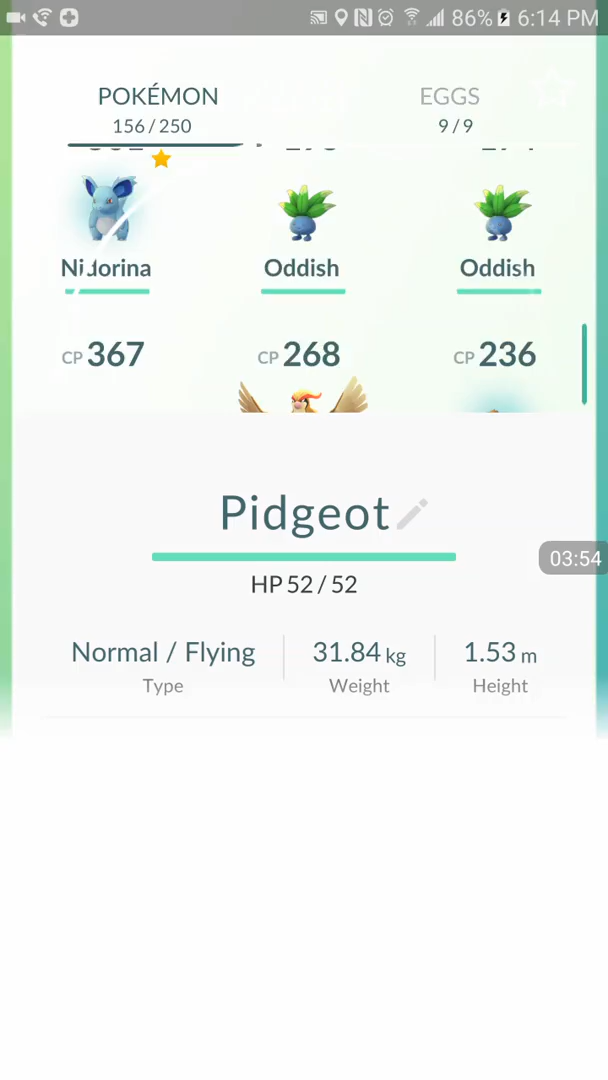 86% 6:14 PM
POKÉMON EGGS
156 / 250 9 / 9
Nidorina Oddish Oddish
CP 367 CP 268 CP 236
Pidgeot
HP 52 / 52
03:54
Normal / Flying 31.84 kg 1.53 m
Type Weight Height